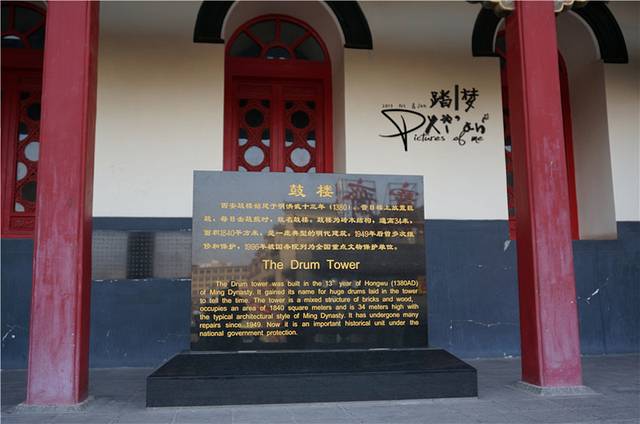 鼓 楼
西安鼓楼始建于明洪武十三年（1380），昔日楼上放置巨
鼓，每日击鼓报时，故名鼓楼。鼓楼为砖木结构，通高34米，
面积1840平方米，是一座典型的明代建筑。1949年后曾多次维
修和保护。1996年被国务院列为全国重点文物保护单位。
The Drum Tower
The Drum tower was built in the 13th year of Hongwu (1380AD)
of Ming Dynasty. It gained its name for huge drums laid in the tower
to tell the time. The tower is a mixed structure of bricks and wood,
occupies an area of 1840 square meters and is 34 meters high with
the typical architectural style of Ming Dynasty. It has undergone many
repairs since 1949. Now it is an important historical unit under the
national government protection.
踏梦
Pictures of me